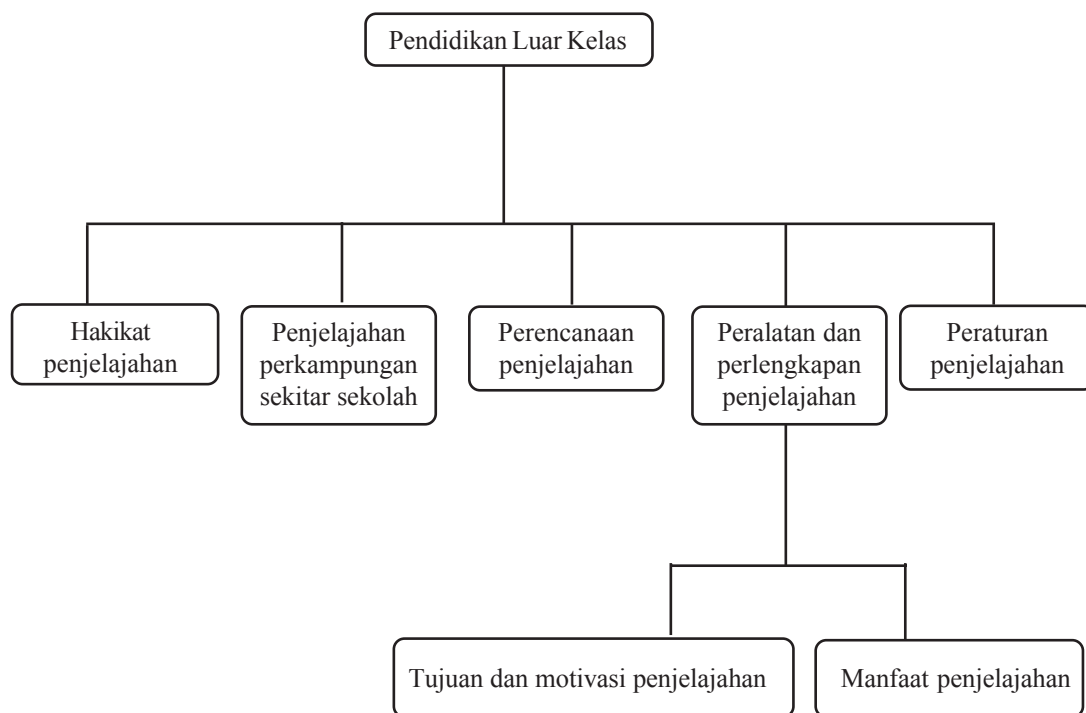 Pendidikan Luar Kelas
Hakikat
penjelajahan
Penjelajahan
perkampungan
sekitar sekolah
Perencanaan
penjelajahan
Peralatan dan
perlengkapan
penjelajahan
Peraturan
penjelajahan
Tujuan dan motivasi penjelajahan
Manfaat penjelajahan